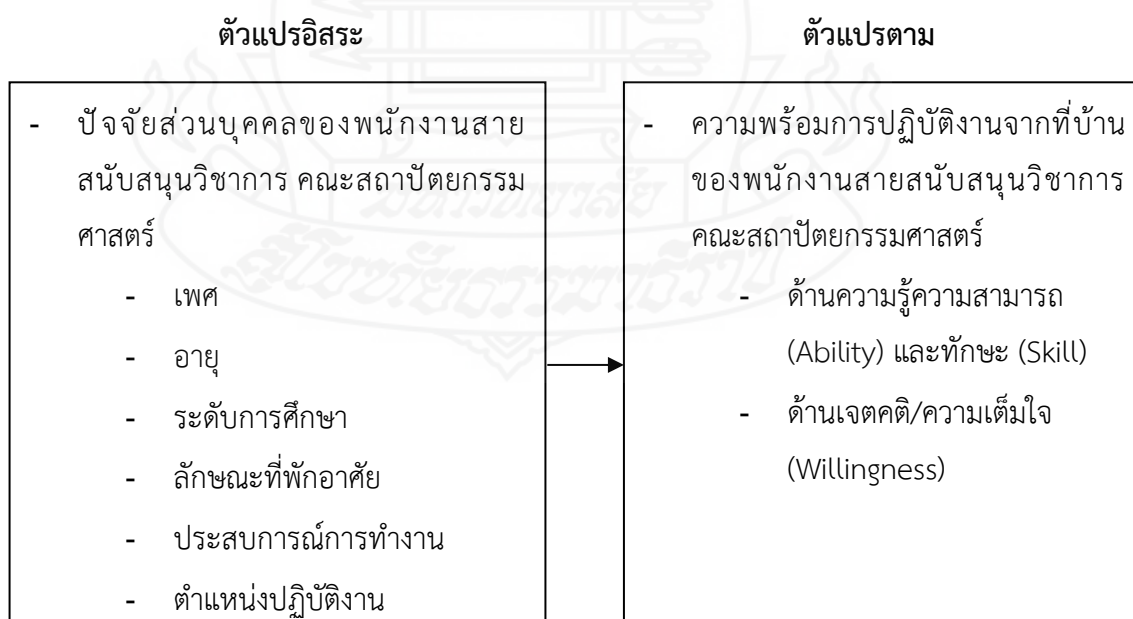 ตัวแปรอิสระ
- ปัจจัยส่วนบุคคลของพนักงานสาย
สนับสนุนวิชาการ คณะสถาปัตยกรรม
ศาสตร์
- เพศ
- อายุ
- ระดับการศึกษา
- ลักษณะที่พักอาศัย
- ประสบการณ์การทำงาน
- ตำแหน่งปฏิบัติงาน
ตัวแปรตาม
- ความพร้อมการปฏิบัติงานจากที่บ้าน
ของพนักงานสายสนับสนุนวิชาการ
คณะสถาปัตยกรรมศาสตร์
- ด้านความรู้ความสามารถ
(Ability) และทักษะ (Skill)
- ด้านเจตคติ/ความเต็มใจ
(Willingness)